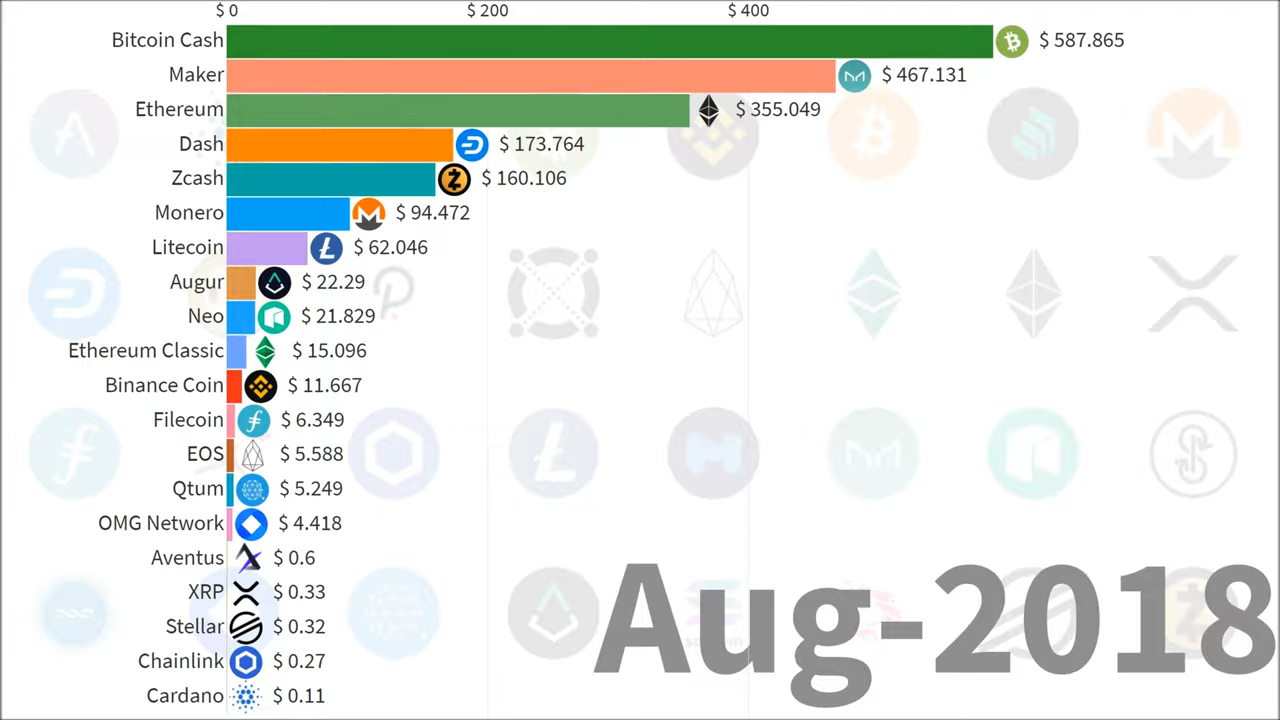 $ 0 $ 200 $ 400
Bitcoin Cash $ 587.865
Maker $ 467.131
Ethereum $ 355.049
Dash $ 173.764
Zcash $ 160.106
Monero $ 94.472
Litecoin $ 62.046
Augur $ 22.29
Neo $ 21.829
Ethereum Classic $ 15.096
Binance Coin $ 11.667
Filecoin $ 6.349
EOS $ 5.588
Qtum $ 5.249
OMG Network $ 4.418
Aventus $ 0.6
XRP $ 0.33
Stellar $ 0.32
Chainlink $ 0.27
Cardano $ 0.11
Aug-2018